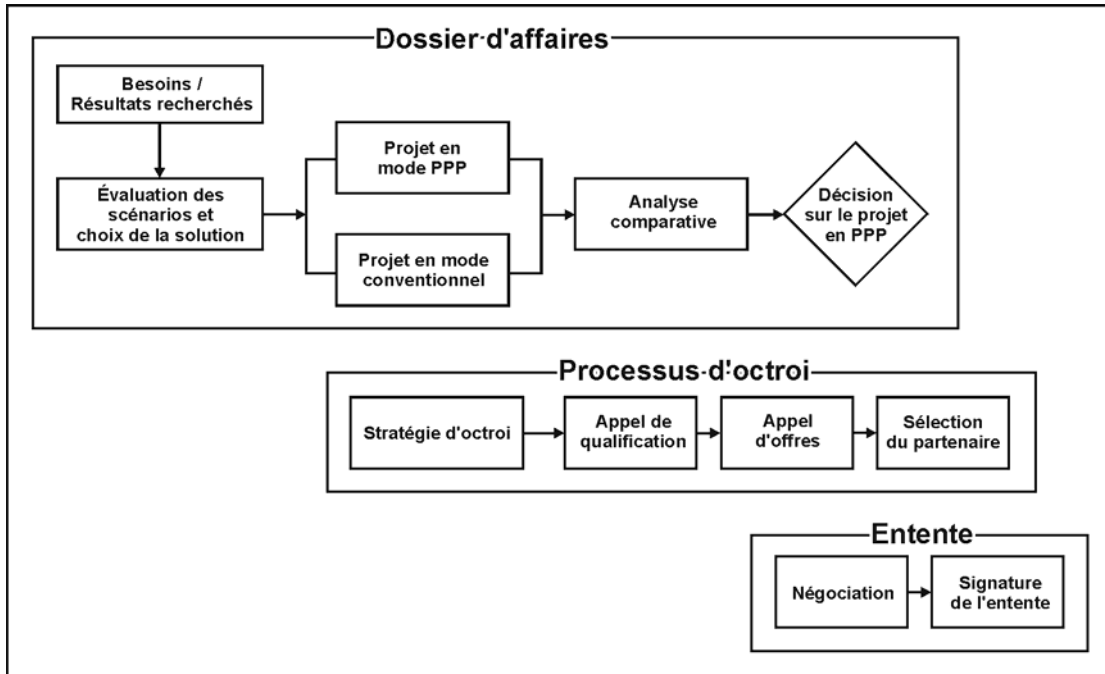 Dossier d'affaires
Besoins /
Résultats recherchés
Évaluation des
scénarios et
choix de la solution
Projet en
mode PPP
Projet en mode
conventionnel
Analyse
comparative
Décision
sur le projet
en PPP
Processus d'octroi
Stratégie d'octroi
Appel de
qualification
Appel
d'offres
Sélection
du partenaire
Entente
Négociation
Signature
de l'entente